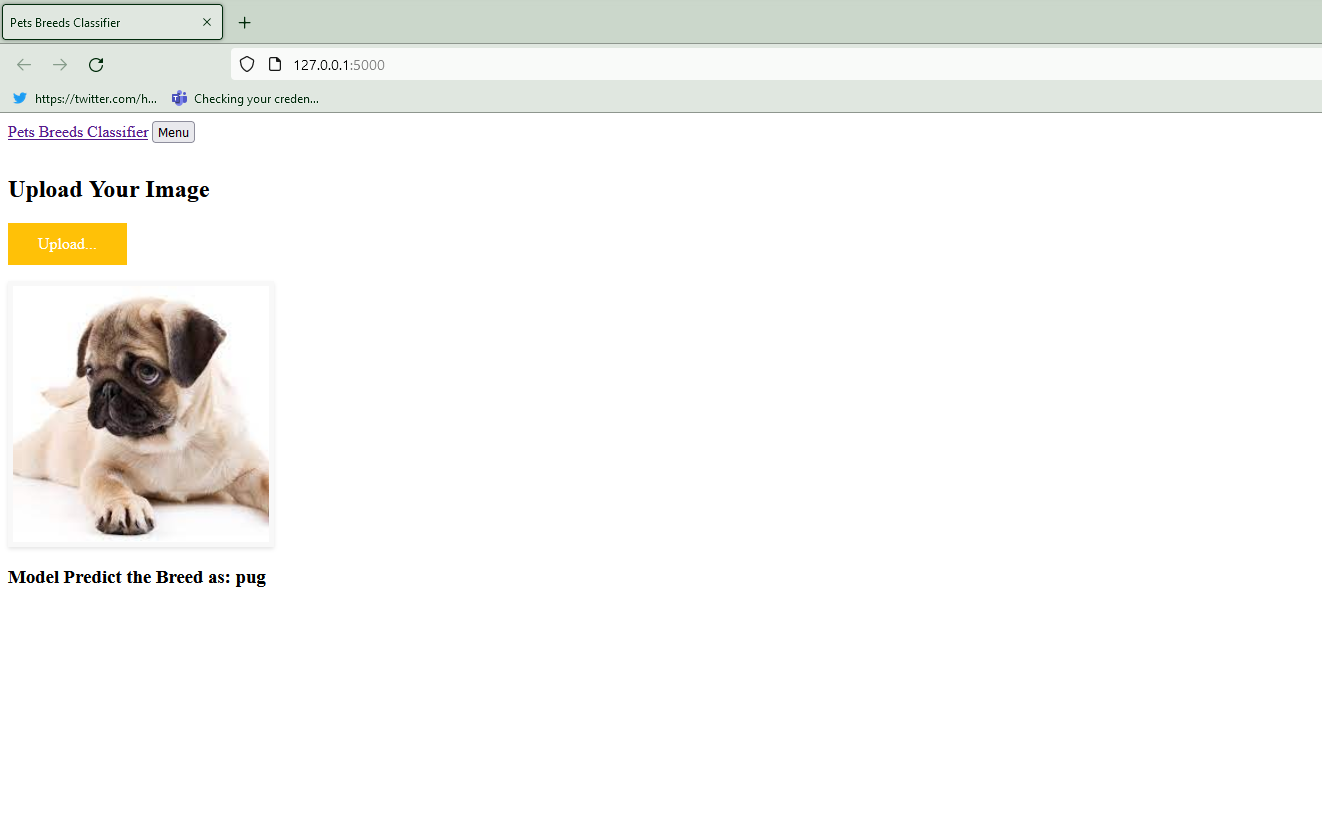 Pets Breeds Classifier
127.0.0.1:5000
https://twitter.com/h... Checking your creden...
Pets Breeds Classifier Menu
Upload Your Image
Upload...
Model Predict the Breed as: pug